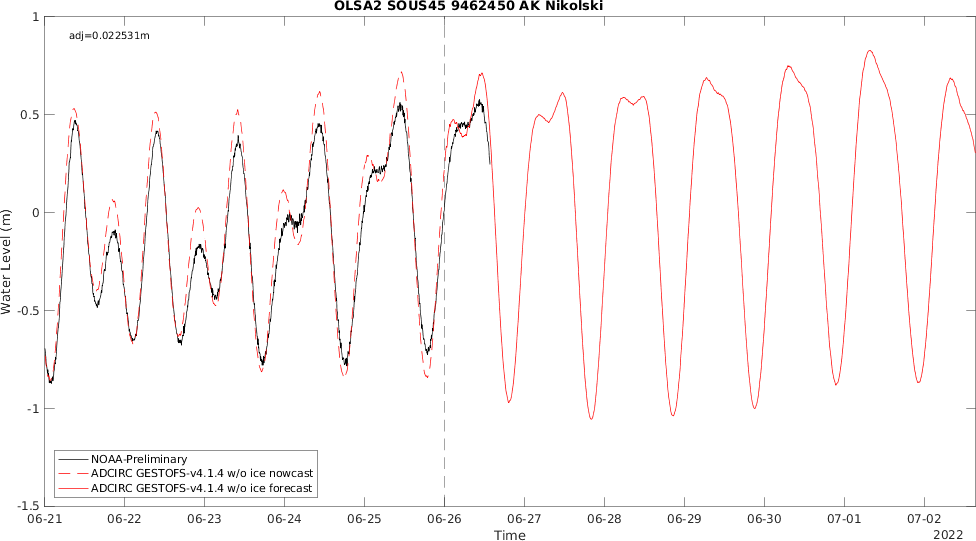 OLSA2 SOUS45 9462450 AK Nikolski
adj=0.022531m
1
0.5
0
-0.5
-1
-1.5
Water Level (m)
NOAA-Preliminary
ADCIRC GESTOFS-v4.1.4 w/o ice nowcast
ADCIRC GESTOFS-v4.1.4 w/o ice forecast
06-21 06-22 06-23 06-24 06-25 06-26 06-27 06-28 06-29 06-30 07-01 07-02
Time
2022